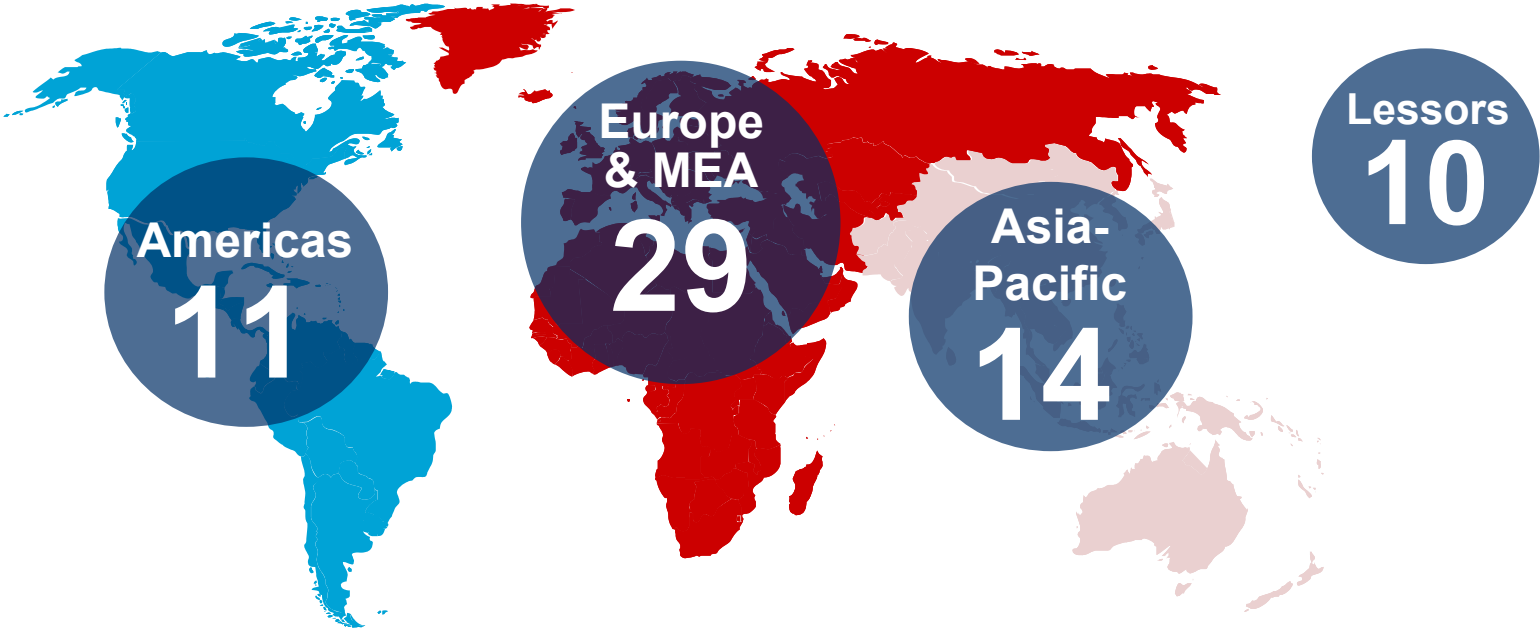 Americas
11
Europe
& MEA
29
Asia-
Pacific
14
Lessors
10